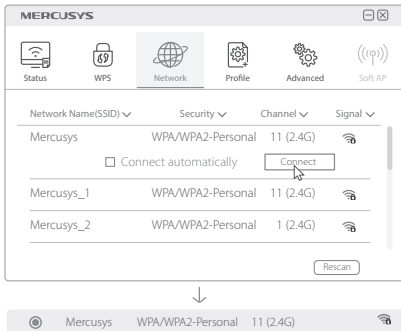 MERCUSYS
Status WPS Network Profile Advanced Soft AP
Network Name(SSID) Security Channel Signal
Mercusys WPA/WPA2-Personal 11 (2.4G)
Connect automatically Connect
Mercusys_1 WPA/WPA2-Personal 11 (2.4G)
Mercusys_2 WPA/WPA2-Personal 1 (2.4G)
Rescan
Mercusys WPA/WPA2-Personal 11 (2.4G)